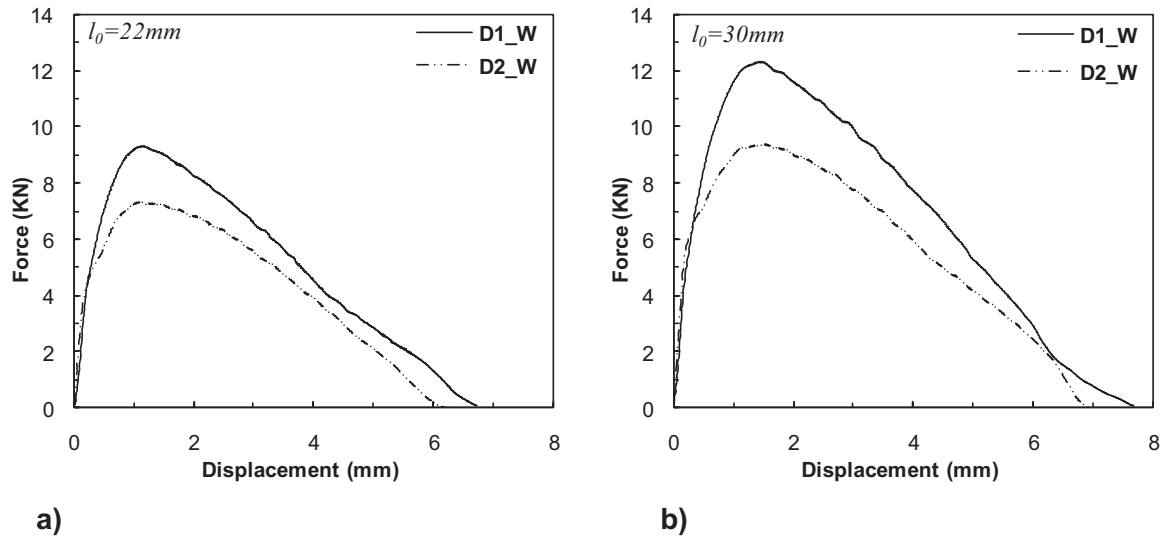 l0=22mm
D1_W
D2_W
14
12
10
8
6
4
2
0
Force (KN)
0 2 4 6 8
Displacement (mm)
a)
l0=30mm
D1_W
D2_W
14
12
10
8
6
4
2
0
Force (KN)
0 2 4 6 8
Displacement (mm)
b)